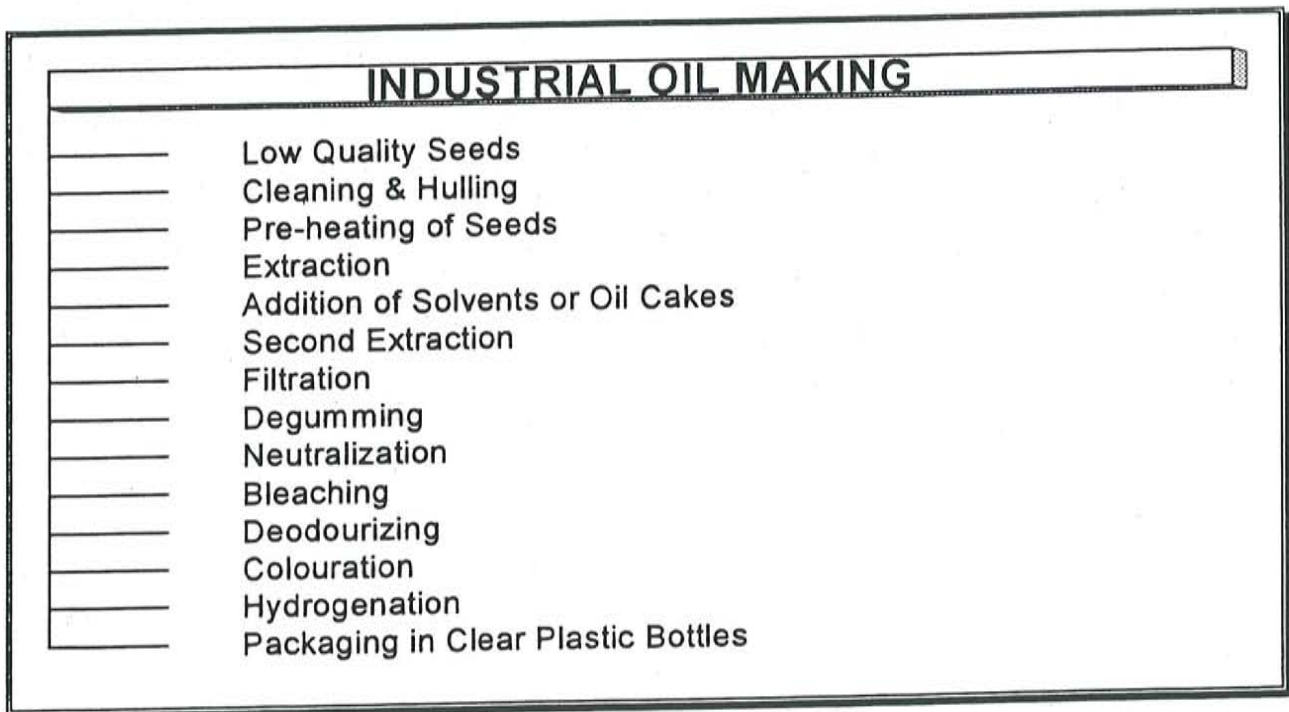 INDUSTRIAL OIL MAKING
Low Quality Seeds
Cleaning & Hulling
Pre-heating of Seeds
Extraction
Addition of Solvents or Oil Cakes
Second Extraction
Filtration
Degumming
Neutralization
Bleaching
Deodourizing
Colouration
Hydrogenation
Packaging in Clear Plastic Bottles